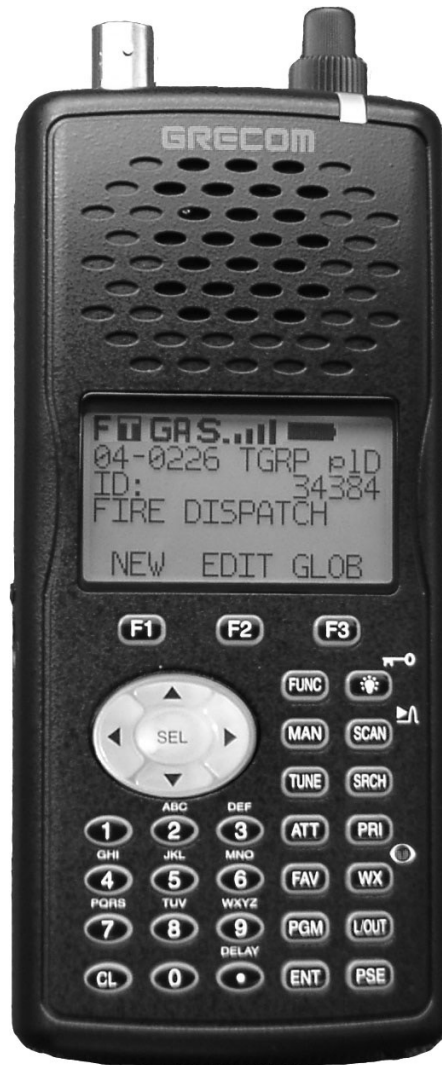 GRECOM
F T GAS
04-0226 TGRP plD
ID: 34384
FIRE DISPATCH
NEW EDIT GLOB
F1 F2 F3
FUNC
SEL
MAN SCAN
TUNE SRCH
ABC DEF
1 2 3 ATT PRI
GHI JKL MNO
4 5 6 FAV WX
PQRS TUV WXYZ
7 8 9 PGM L/OUT
DELAY
CL 0 • ENT PSE